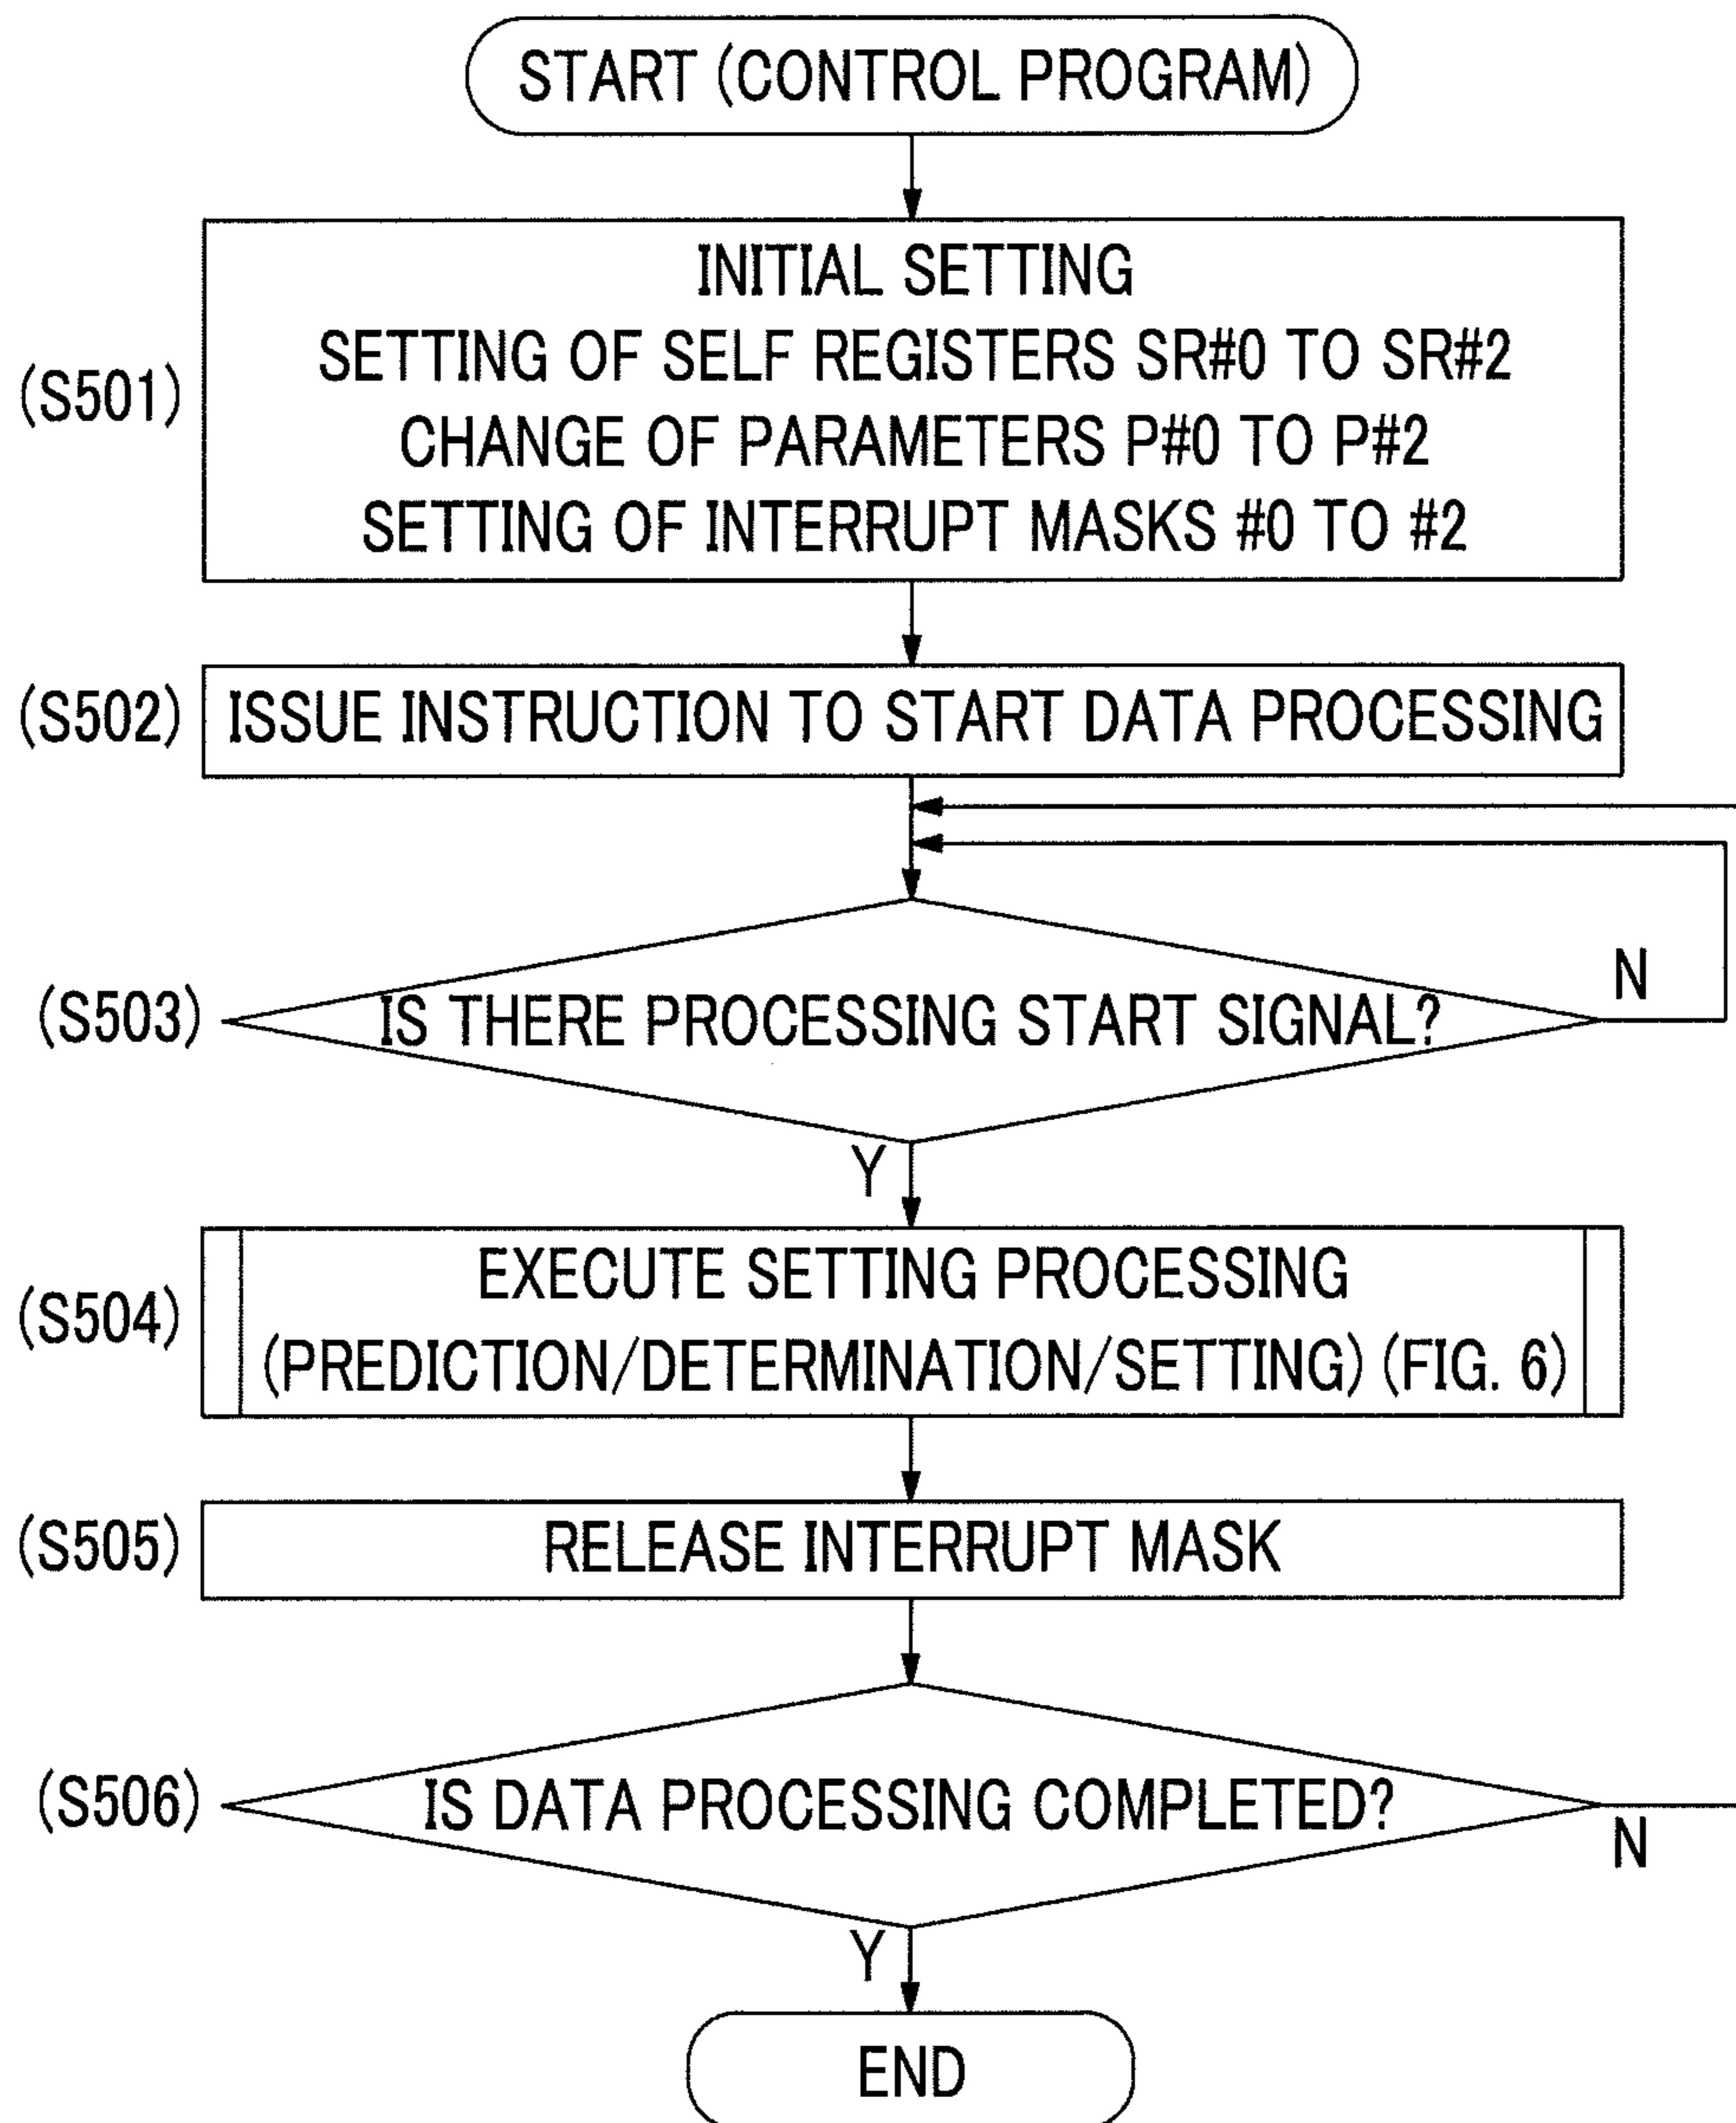 START (CONTROL PROGRAM)
INITIAL SETTING
SETTING OF SELF REGISTERS SR#0 TO SR#2
(S501)
CHANGE OF PARAMETERS P#0 TO P#2
SETTING OF INTERRUPT MASKS #0 TO #2
(S502) ISSUE INSTRUCTION TO START DATA PROCESSING
N
(S503) IS THERE PROCESSING START SIGNAL?
Y
EXECUTE SETTING PROCESSING
(S504)
(PREDICTION/DETERMINATION/SETTING) (FIG. 6)
(S505) RELEASE INTERRUPT MASK
(S506) IS DATA PROCESSING COMPLETED?
N
Y
END